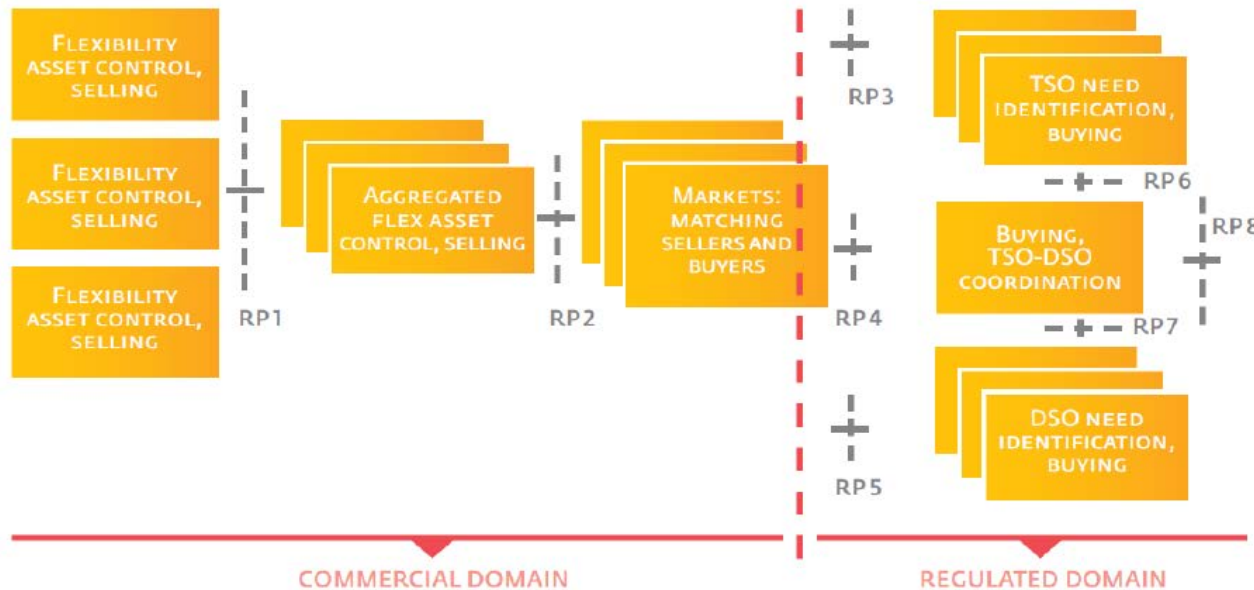 FLEXIBILITY
ASSET CONTROL,
SELLING
FLEXIBILITY
ASSET CONTROL,
SELLING
FLEXIBILITY
ASSET CONTROL,
SELLING
RP1
AGGREGATED
FLEX ASSET
CONTROL, SELLING
RP2
MARKETS:
MATCHING
SELLERS AND
BUYERS
RP3
RP4
RP5
TSO NEED
IDENTIFICATION,
BUYING
RP6
BUYING,
TSO-DSO
COORDINATION
RP8
RP7
DSO NEED
IDENTIFICATION,
BUYING
COMMERCIAL DOMAIN
REGULATED DOMAIN